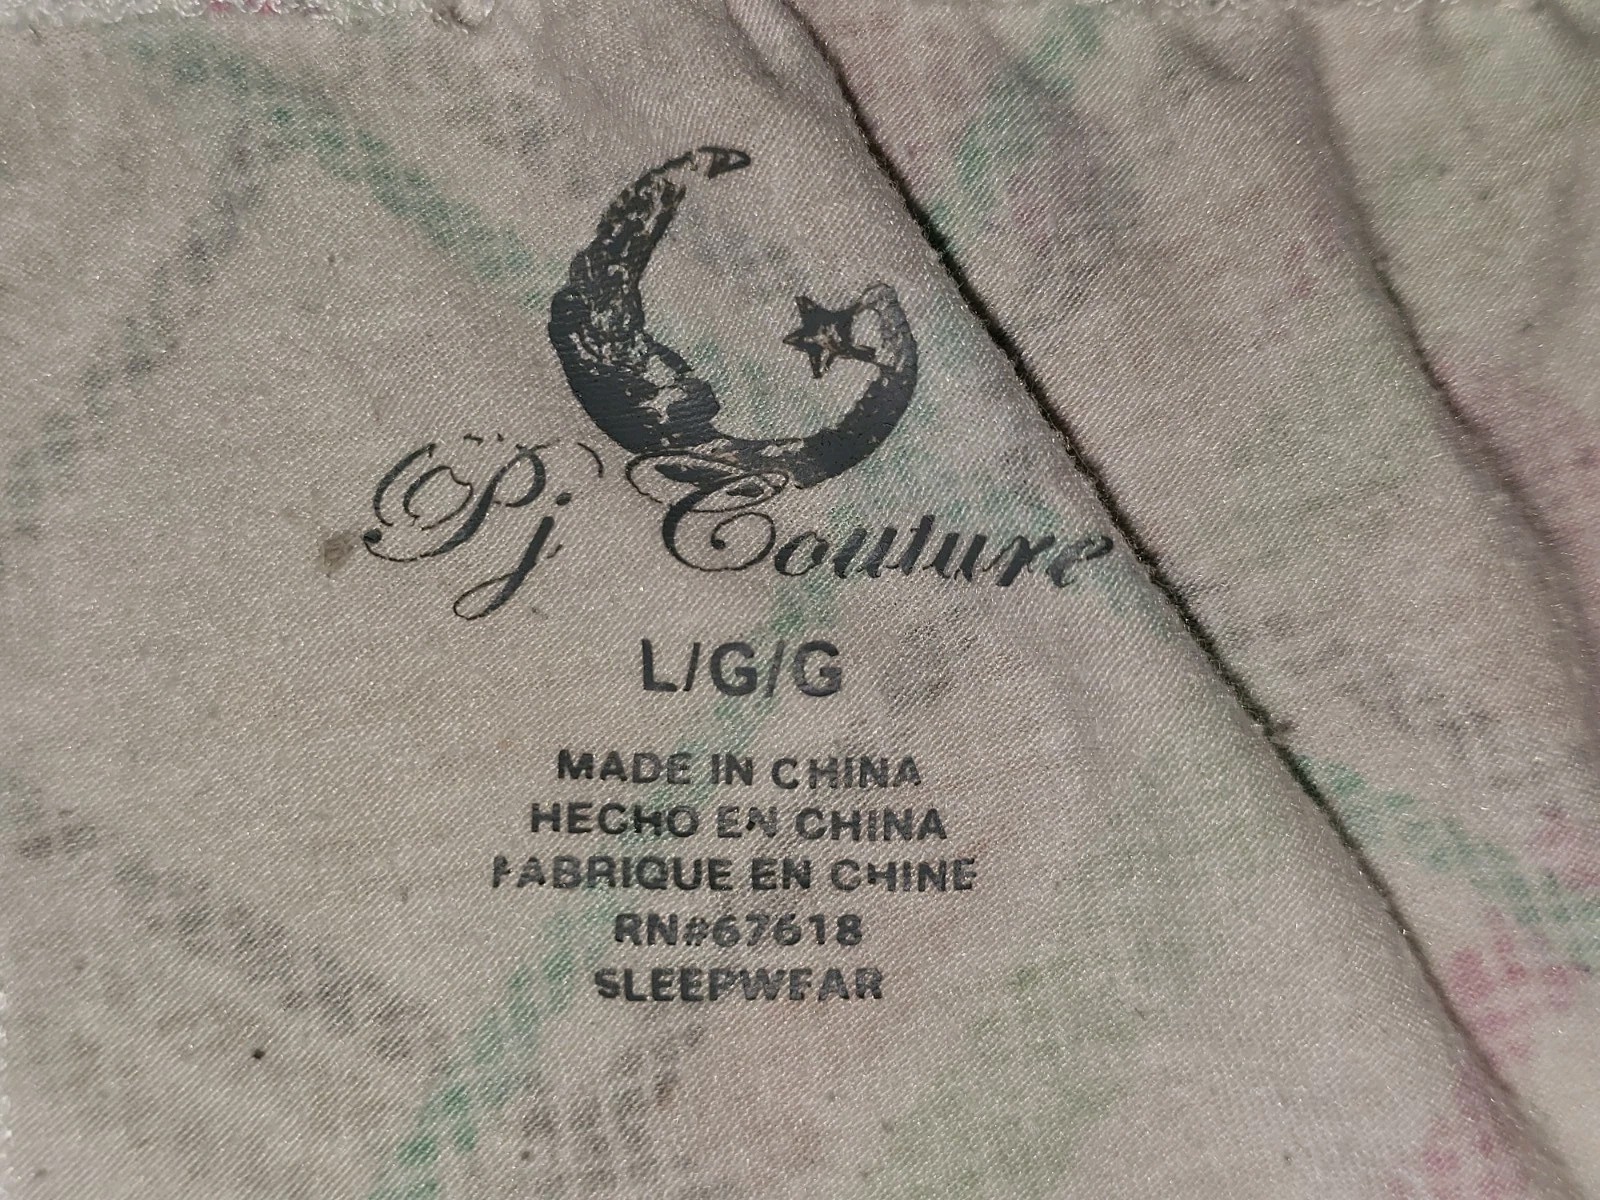 Pj Couture
L/G/G
MADE IN CHINA
HECHO EN CHINA
FABRIQUE EN CHINE
RN#67618
SLEEPWEAR